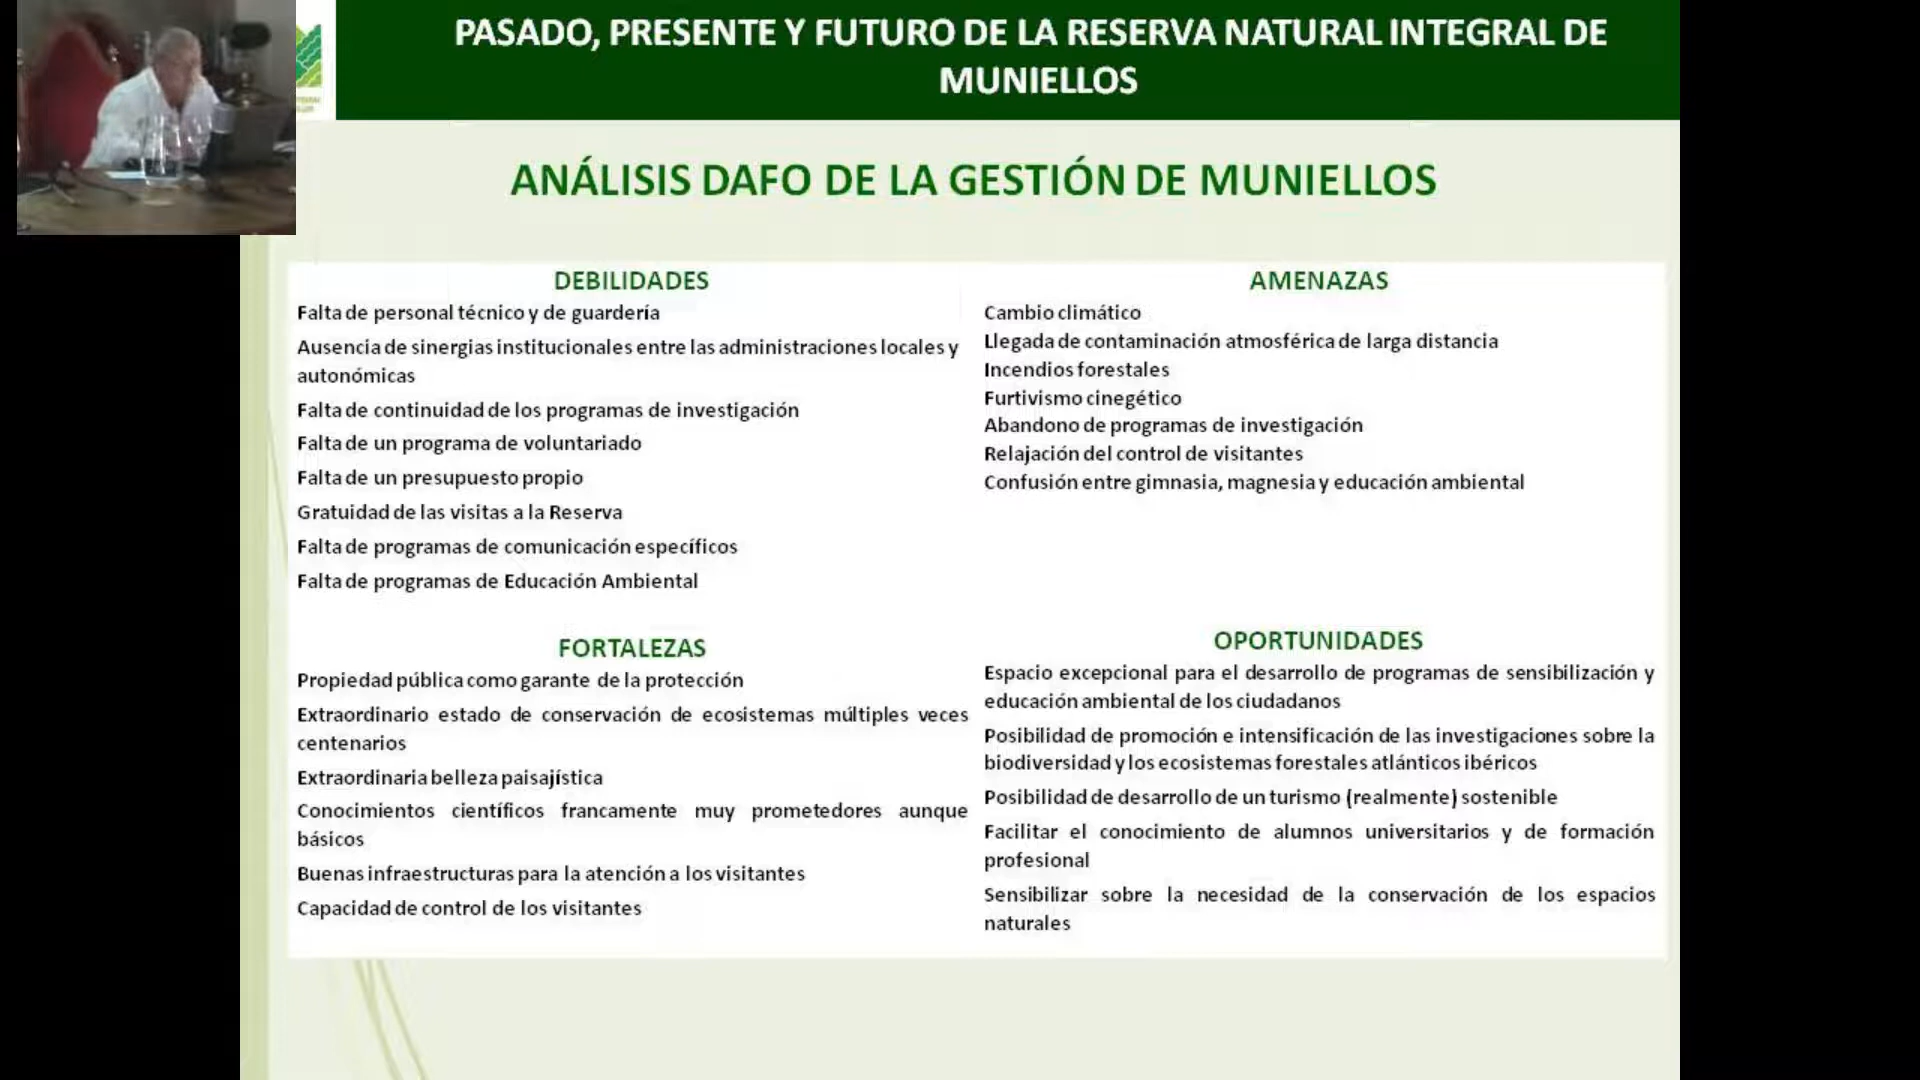 PASADO, PRESENTE Y FUTURO DE LA RESERVA NATURAL INTEGRAL DE
MUNIELLOS
ANÁLISIS DAFO DE LA GESTIÓN DE MUNIELLOS
DEBILIDADES
Falta de personal técnico y de guardería
Ausencia de sinergias institucionales entre las administraciones locales y
autonómicas
Falta de continuidad de los programas de investigación
Falta de un programa de voluntariado
Falta de un presupuesto propio
Gratuidad de las visitas a la Reserva
Falta de programas de comunicación específicos
Falta de programas de Educación Ambiental
AMENAZAS
Cambio climático
Llegada de contaminación atmosférica de larga distancia
Incendios forestales
Furtivismo cinegético
Abandono de programas de investigación
Relajación del control de visitantes
Confusión entre gimnasia, magnesia y educación ambiental
FORTALEZAS
Propiedad pública como garante de la protección
Extraordinario estado de conservación de ecosistemas múltiples veces
centenarios
Extraordinaria belleza paisajística
Conocimientos científicos francamente muy prometedores aunque
básicos
Buenas infraestructuras para la atención a los visitantes
Capacidad de control de los visitantes
OPORTUNIDADES
Espacio excepcional para el desarrollo de programas de sensibilización y
educación ambiental de los ciudadanos
Posibilidad de promoción e intensificación de las investigaciones sobre la
biodiversidad y los ecosistemas forestales atlánticos ibéricos
Posibilidad de desarrollo de un turismo (realmente) sostenible
Facilitar el conocimiento de alumnos universitarios y de formación
profesional
Sensibilizar sobre la necesidad de la conservación de los espacios
naturales